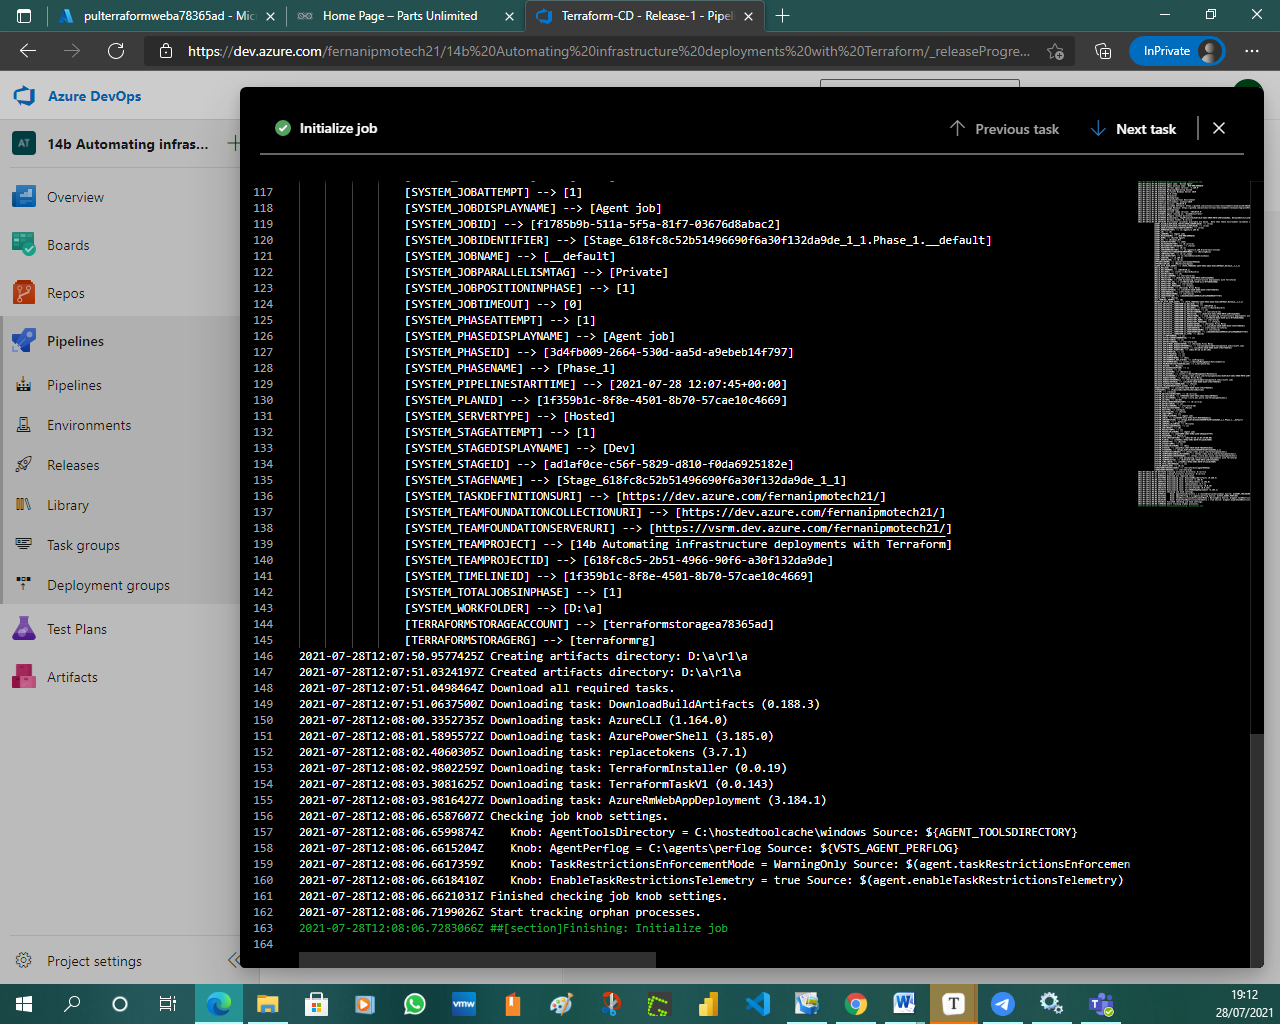 pulterraformweba78365ad - Mic
Home Page – Parts Unlimited
Terraform-CD - Release-1 - Pipel
https://dev.azure.com/fernanipmotech21/14b%20Automating%20infrastructure%20deployments%20with%20Terraform/_releaseProgre...
InPrivate
Azure DevOps
AT
14b Automating infras...
Overview
Boards
Repos
Pipelines
Pipelines
Environments
Releases
Library
Task groups
Deployment groups
Test Plans
Artifacts
Project settings
Initialize job
Previous task
Next task
117 [SYSTEM_JOBATTEMPT] --> [1]
118 [SYSTEM_JOBDISPLAYNAME] --> [Agent job]
119 [SYSTEM_JOBID] --> [f1785b9b-511a-5f5a-81f7-03676d8abac2]
120 [SYSTEM_JOBIDENTIFIER] --> [Stage_618fc8c52b51496690f6a30f132da9de_1_1.Phase_1.__default]
121 [SYSTEM_JOBNAME] --> [__default]
122 [SYSTEM_JOBPARALLELISMTAG] --> [Private]
123 [SYSTEM_JOBPOSITIONINPHASE] --> [1]
124 [SYSTEM_JOBTIMEOUT] --> [0]
125 [SYSTEM_PHASEATTEMPT] --> [1]
126 [SYSTEM_PHASEDISPLAYNAME] --> [Agent job]
127 [SYSTEM_PHASEID] --> [3d4fb009-2664-530d-aa5d-a9ebeb14f797]
128 [SYSTEM_PHASENAME] --> [Phase_1]
129 [SYSTEM_PIPELINESTARTTIME] --> [2021-07-28 12:07:45+00:00]
130 [SYSTEM_PLANID] --> [1f359b1c-8f8e-4501-8b70-57cae10c4669]
131 [SYSTEM_SERVERTYPE] --> [Hosted]
132 [SYSTEM_STAGEATTEMPT] --> [1]
133 [SYSTEM_STAGEDISPLAYNAME] --> [Dev]
134 [SYSTEM_STAGEID] --> [ad1af0ce-c56f-5829-d810-f0da6925182e]
135 [SYSTEM_STAGENAME] --> [Stage_618fc8c52b51496690f6a30f132da9de_1_1]
136 [SYSTEM_TASKDEFINITIONSURI] --> [https://dev.azure.com/fernanipmotech21/]
137 [SYSTEM_TEAMFOUNDATIONCOLLECTIONURI] --> [https://dev.azure.com/fernanipmotech21/]
138 [SYSTEM_TEAMFOUNDATIONSERVERURI] --> [https://vsrm.dev.azure.com/fernanipmotech21/]
139 [SYSTEM_TEAMPROJECT] --> [14b Automating infrastructure deployments with Terraform]
140 [SYSTEM_TEAMPROJECTID] --> [618fc8c5-2b51-4966-90f6-a30f132da9de]
141 [SYSTEM_TIMELINEID] --> [1f359b1c-8f8e-4501-8b70-57cae10c4669]
142 [SYSTEM_TOTALJOBSINPHASE] --> [1]
143 [SYSTEM_WORKFOLDER] --> [D:\a]
144 [TERRAFORMSTORAGEACCOUNT] --> [terraformstoragea78365ad]
145 [TERRAFORMSTORAGERG] --> [terraformrg]
146 2021-07-28T12:07:50.9577425Z Creating artifacts directory: D:\a\r1\a
147 2021-07-28T12:07:51.0324197Z Created artifacts directory: D:\a\r1\a
148 2021-07-28T12:07:51.0498464Z Download all required tasks.
149 2021-07-28T12:07:51.0637500Z Downloading task: DownloadBuildArtifacts (0.188.3)
150 2021-07-28T12:08:00.3352735Z Downloading task: AzureCLI (1.164.0)
151 2021-07-28T12:08:01.5895572Z Downloading task: AzurePowerShell (3.185.0)
152 2021-07-28T12:08:02.4060305Z Downloading task: replacetokens (3.7.1)
153 2021-07-28T12:08:02.9802259Z Downloading task: TerraformInstaller (0.0.19)
154 2021-07-28T12:08:03.3081625Z Downloading task: TerraformTaskV1 (0.0.143)
155 2021-07-28T12:08:03.9816427Z Downloading task: AzureRmWebAppDeployment (3.184.1)
156 2021-07-28T12:08:06.6587607Z Checking job knob settings.
157 2021-07-28T12:08:06.6599874Z Knob: AgentToolsDirectory = C:\hostedtoolcache\windows Source: ${AGENT_TOOLSDIRECTORY}
158 2021-07-28T12:08:06.6615204Z Knob: AgentPerflog = C:\agents\perflog Source: ${VSTS_AGENT_PERFLOG}
159 2021-07-28T12:08:06.6617359Z Knob: TaskRestrictionsEnforcementMode = WarningOnly Source: $(agent.taskRestrictionsEnforcemen
160 2021-07-28T12:08:06.6618410Z Knob: EnableTaskRestrictionsTelemetry = true Source: $(agent.enableTaskRestrictionsTelemetry)
161 2021-07-28T12:08:06.6621031Z Finished checking job knob settings.
162 2021-07-28T12:08:06.7199026Z Start tracking orphan processes.
163 2021-07-28T12:08:06.7283066Z ##[section]Finishing: Initialize job
164
vmw
T
19:12
28/07/2021